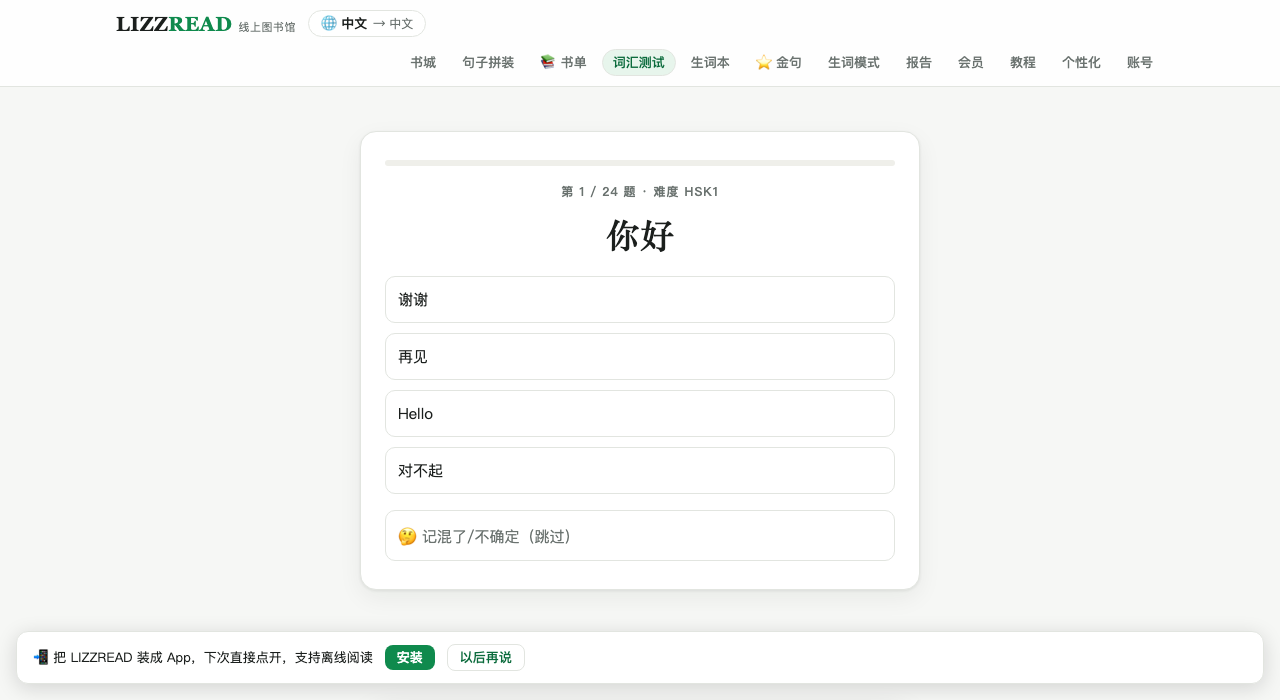 LIZZREAD 线上图书馆 🌐 中文 → 中文
书城 句子拼装 📚 书单 词汇测试 生词本 ⭐ 金句 生词模式 报告 会员 教程 个性化 账号
第 1 / 24 题 · 难度 HSK1
你好
谢谢
再见
Hello
对不起
🤔 记混了/不确定（跳过）
📲 把 LIZZREAD 装成 App，下次直接点开，支持离线阅读 安装 以后再说